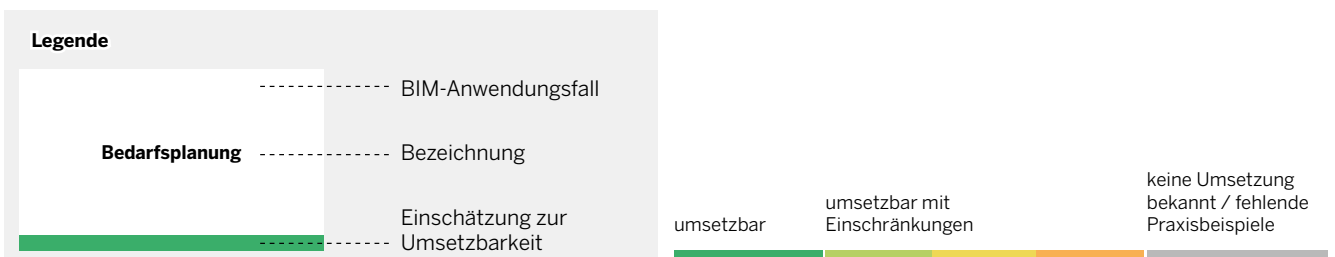 Legende
BIM-Anwendungsfall
Bedarfsplanung
Bezeichnung
Einschätzung zur
Umsetzbarkeit
umsetzbar
umsetzbar mit
Einschränkungen
keine Umsetzung
bekannt / fehlende
Praxisbeispiele